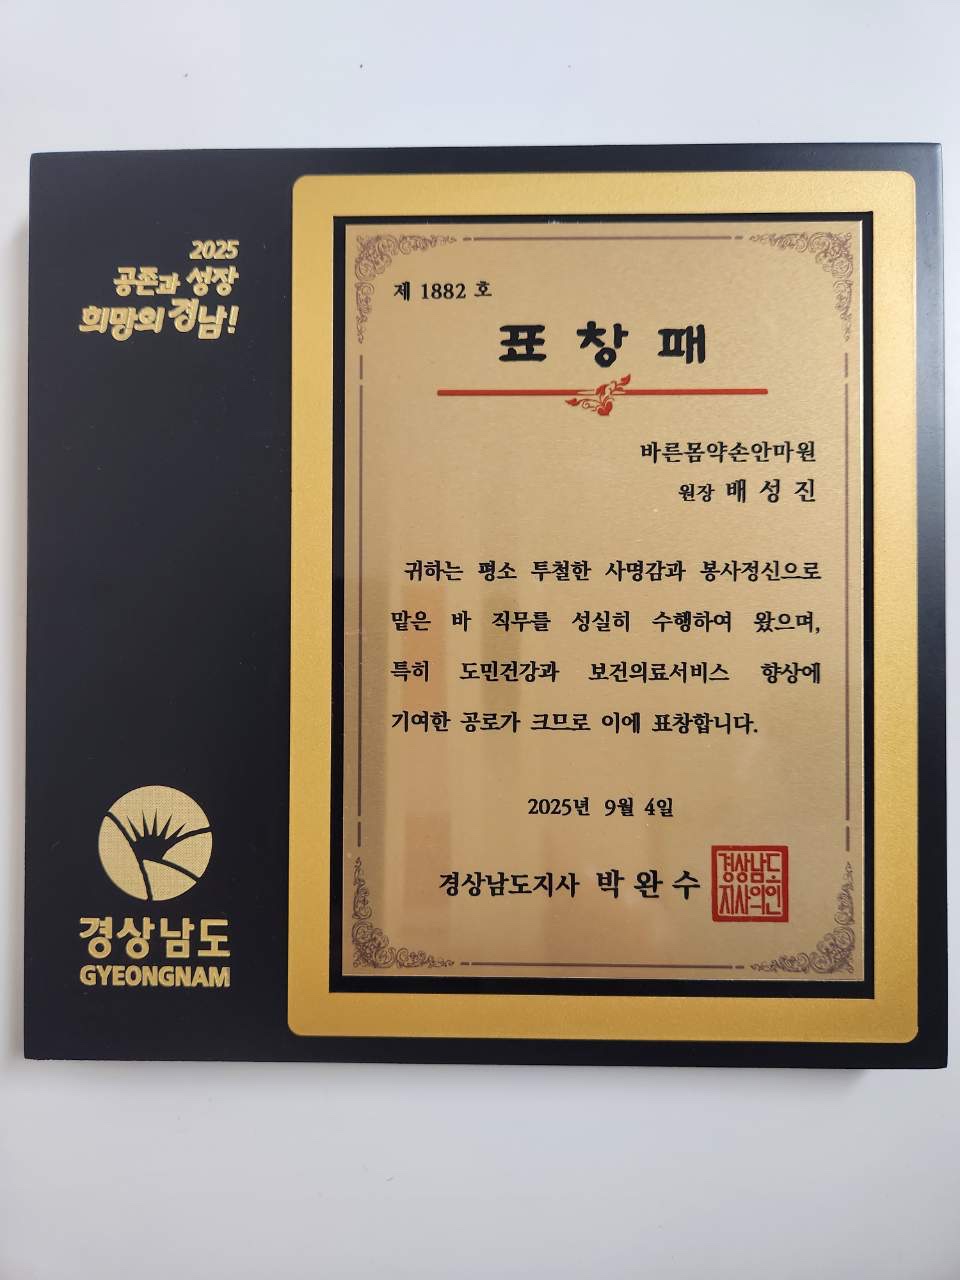 2025
공존과 성장
희망의 경남!
경상남도
GYEONGNAM
제 1882 호
표창패
바른몸약손안마원
원장 배성진
귀하는 평소 투철한 사명감과 봉사정신으로
맡은 바 직무를 성실히 수행하여 왔으며,
특히 도민건강과 보건의료서비스 향상에
기여한 공로가 크므로 이에 표창합니다.
2025년 9월 4일
경상남도지사 박완수
경상남도
지사의인